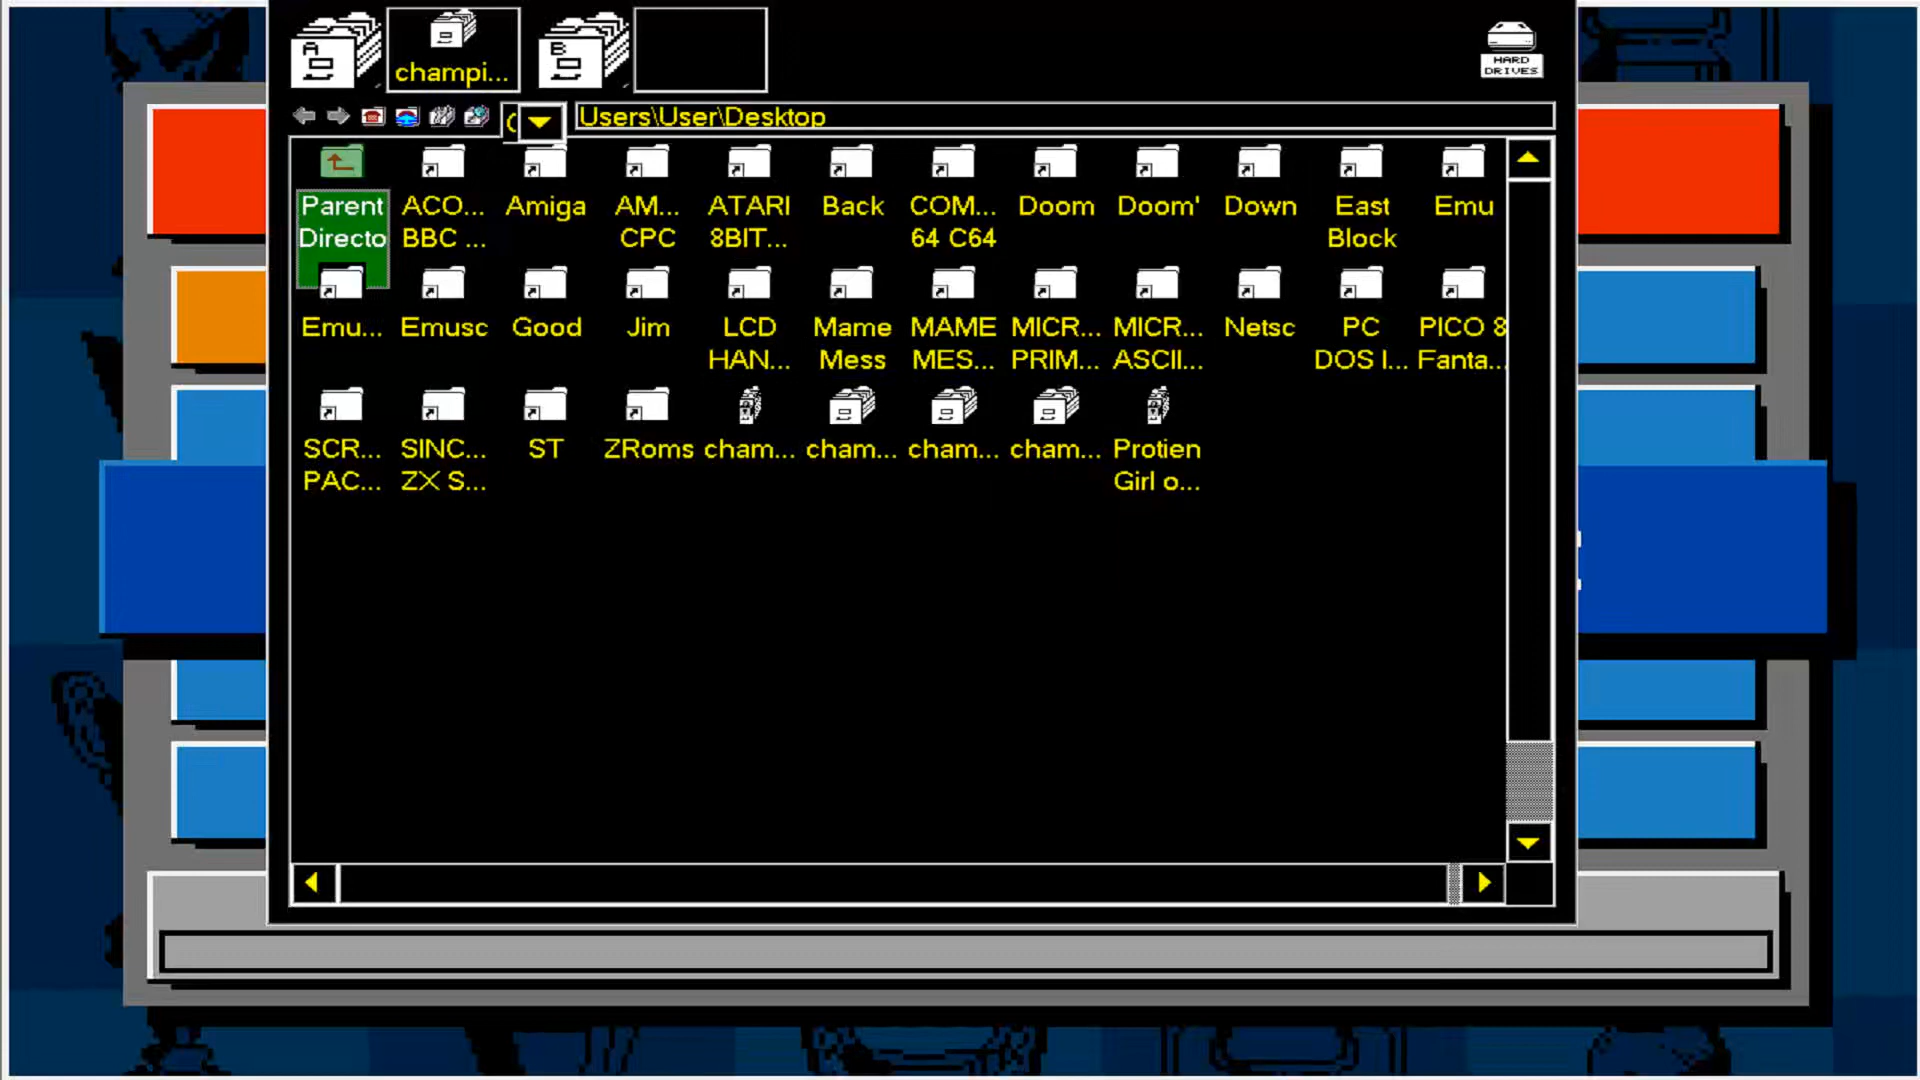 A
champi...
B
HARD
DRIVES
Users\User\Desktop
Parent Directo
ACO... BBC ...
Amiga
AM... CPC
ATARI 8BIT...
Back
COM... 64 C64
Doom
Doom'
Down
East Block
Emu
Emu...
Emusc
Good
Jim
LCD HAN...
Mame Mess
MAME MES...
MICR... PRIM...
MICR... ASCII...
Netsc
PC DOS I...
PICO 8 Fanta...
SCR... PAC...
SINC... ZX S...
ST
ZRoms
cham...
cham...
cham...
cham...
Protien Girl o...